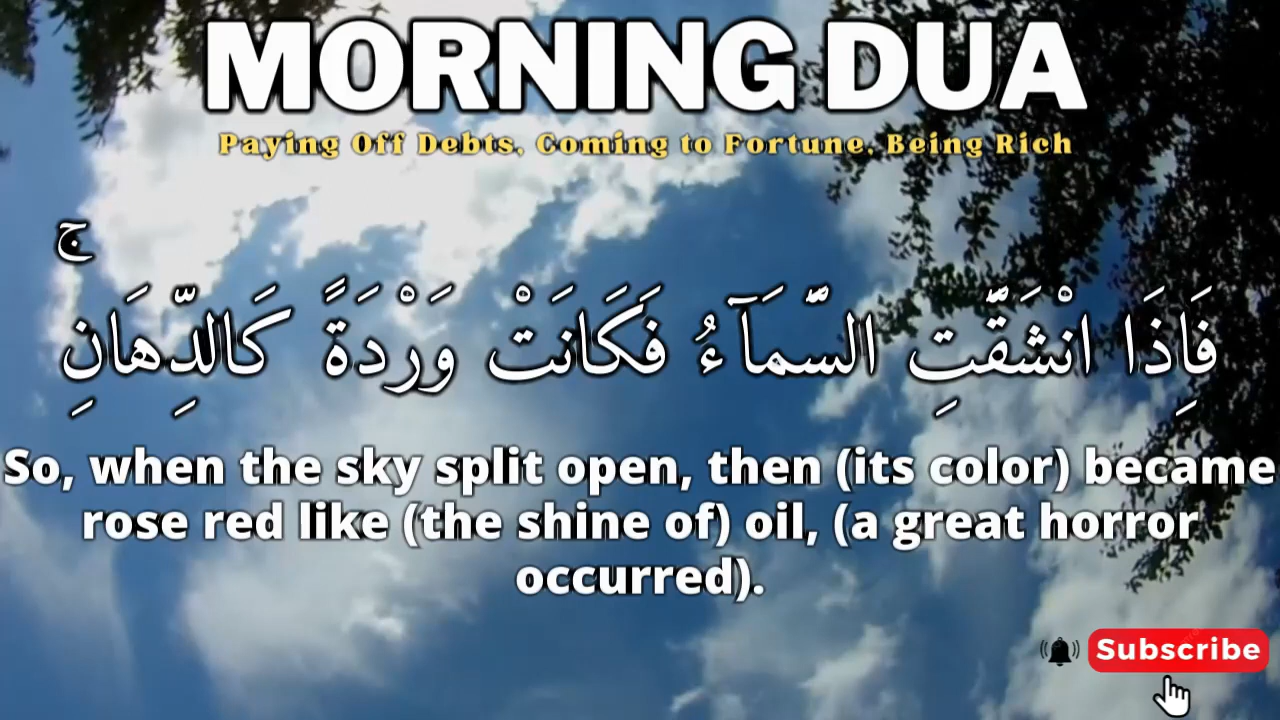 MORNING DUA
Paying Off Debts, Coming to Fortune, Being Rich
فَاِذَا انْشَقَّتِ السَّمَآءُ فَكَانَتْ وَرْدَةً كَالدِّهَانِ ۚ
So, when the sky split open, then (its color) became
rose red like (the shine of) oil, (a great horror
occurred).
Subscribe